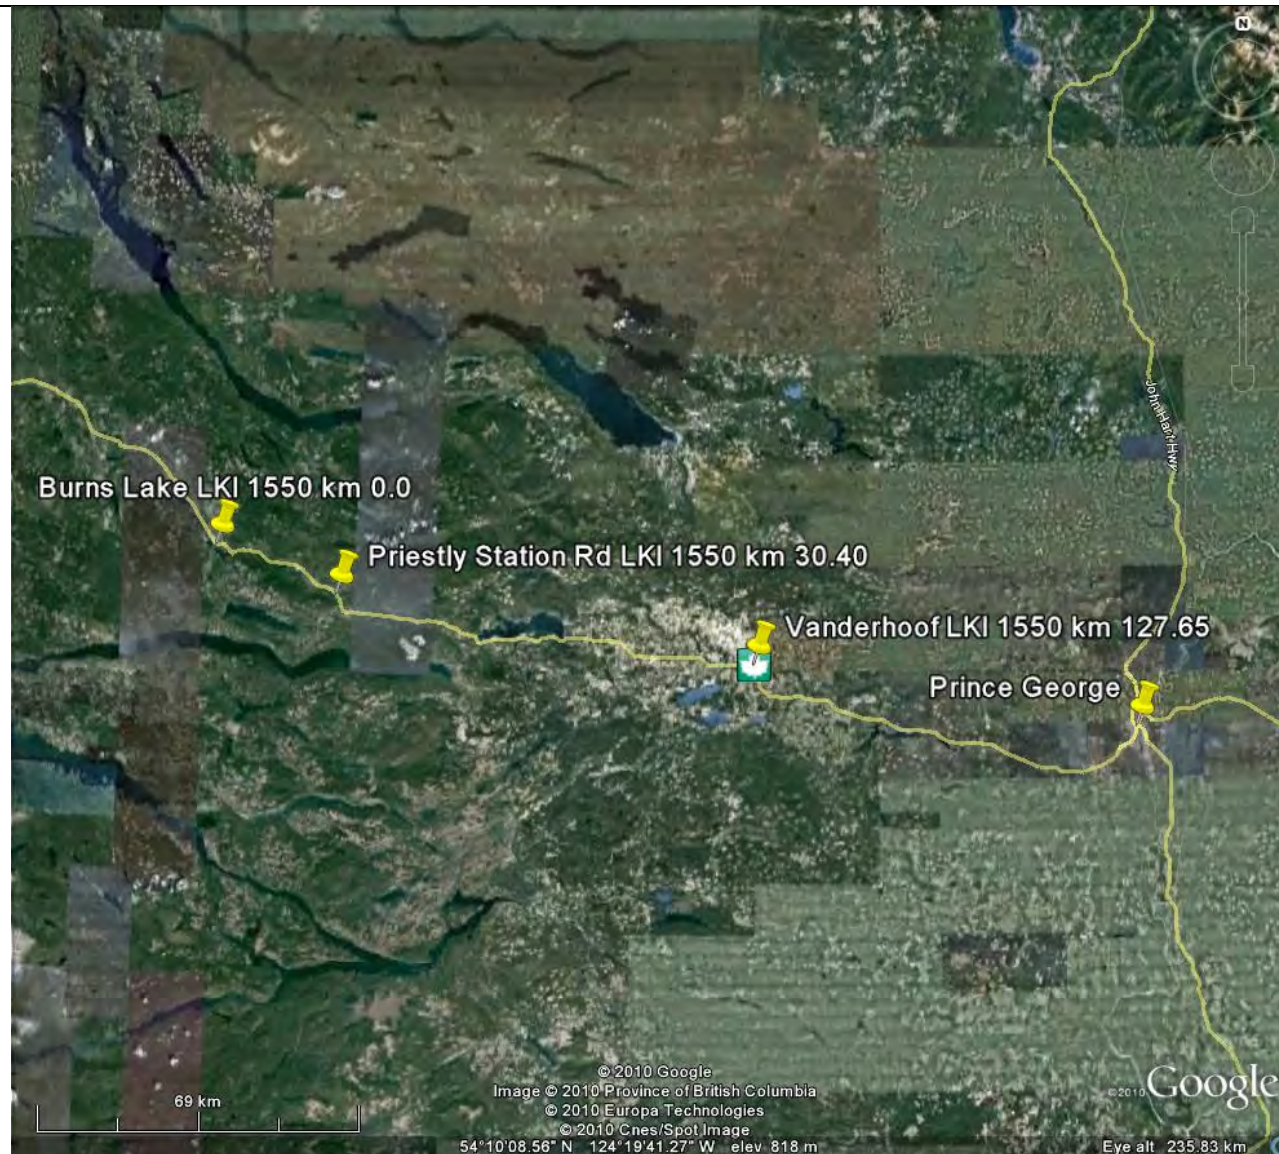 N
John Hart Hwy
Burns Lake LKI 1550 km 0.0
Priestly Station Rd LKI 1550 km 30.40
Vanderhoof LKI 1550 km 127.65
Prince George
69 km
© 2010 Google
Image © 2010 Province of British Columbia
© 2010 Europa Technologies
© 2010 Cnes/Spot Image
©2010 Google
54°10'08.56" N 124°19'41.27" W elev 818 m
Eye alt 235.83 km